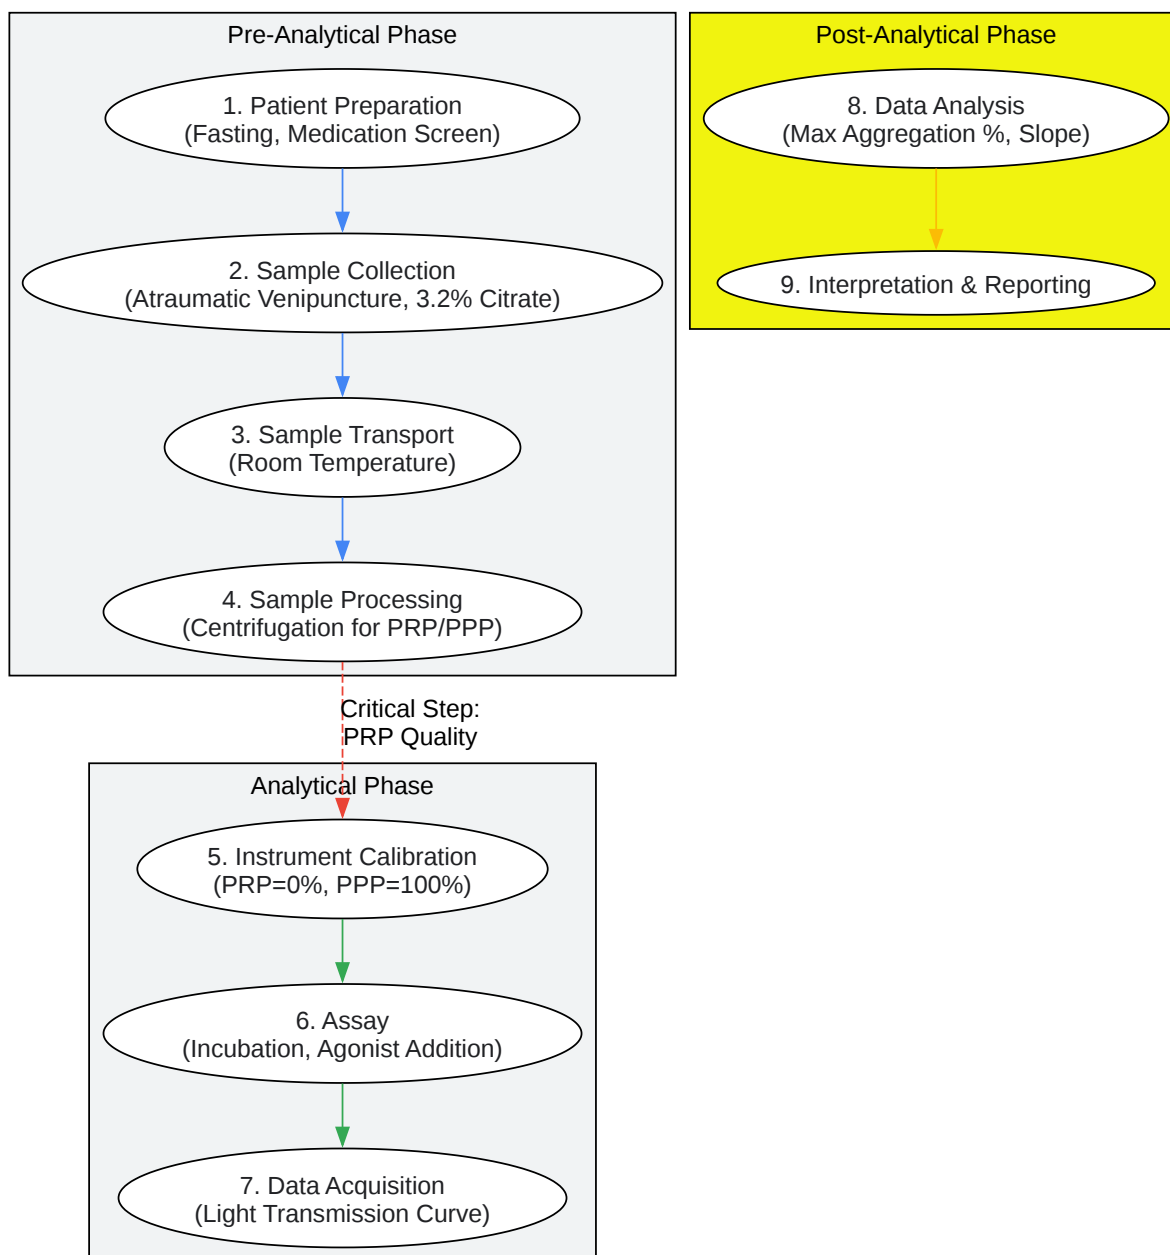 Pre-Analytical Phase
1. Patient Preparation
(Fasting, Medication Screen)
2. Sample Collection
(Atraumatic Venipuncture, 3.2% Citrate)
3. Sample Transport
(Room Temperature)
4. Sample Processing
(Centrifugation for PRP/PPP)
Critical Step:
PRP Quality
Analytical Phase
5. Instrument Calibration
(PRP=0%, PPP=100%)
6. Assay
(Incubation, Agonist Addition)
7. Data Acquisition
(Light Transmission Curve)
Post-Analytical Phase
8. Data Analysis
(Max Aggregation %, Slope)
9. Interpretation & Reporting